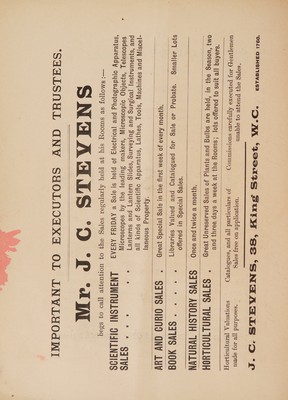 IMPORTANT TO EXECUTORS AND TRUSTEES.
Mr. J. C. STEVENS
begs to call attention to the Sales regularly held at his Rooms as follows:—
SCIENTIFIC INSTRUMENT SALES . . . . EVERY FRIDAY a Sale is held of Electrical and Photographic Apparatus,
Microscopes by the leading makers, Microscopic Objects, Telescopes
Lanterns and Lantern Slides, Surveying and Surgical Instruments, and
all kinds of Scientific Apparatus, Lathes, Tools, Machines and Miscel-
laneous Property.
ART AND CURIO SALES . Great Special Sale in the first week of every month.
BOOK SALES . . . . . . Libraries Valued and Catalogued for Sale or Probate. Smaller Lots
offered in Special Sales.
NATURAL HISTORY SALES Once and twice a month.
HORTICULTURAL SALES . Great Unreserved Sales of Plants and Bulbs are held, in the Season, two
and three days a week at the Rooms; lots offered to suit all buyers.
Horticultural Valuations made for all purposes.
Catalogues, and all particulars of Sales free on application.
Commissions carefully executed for Gentlemen unable to attend the Sales.
J. C. STEVENS, 38, King Street, W.C. ESTABLISHED 1760.